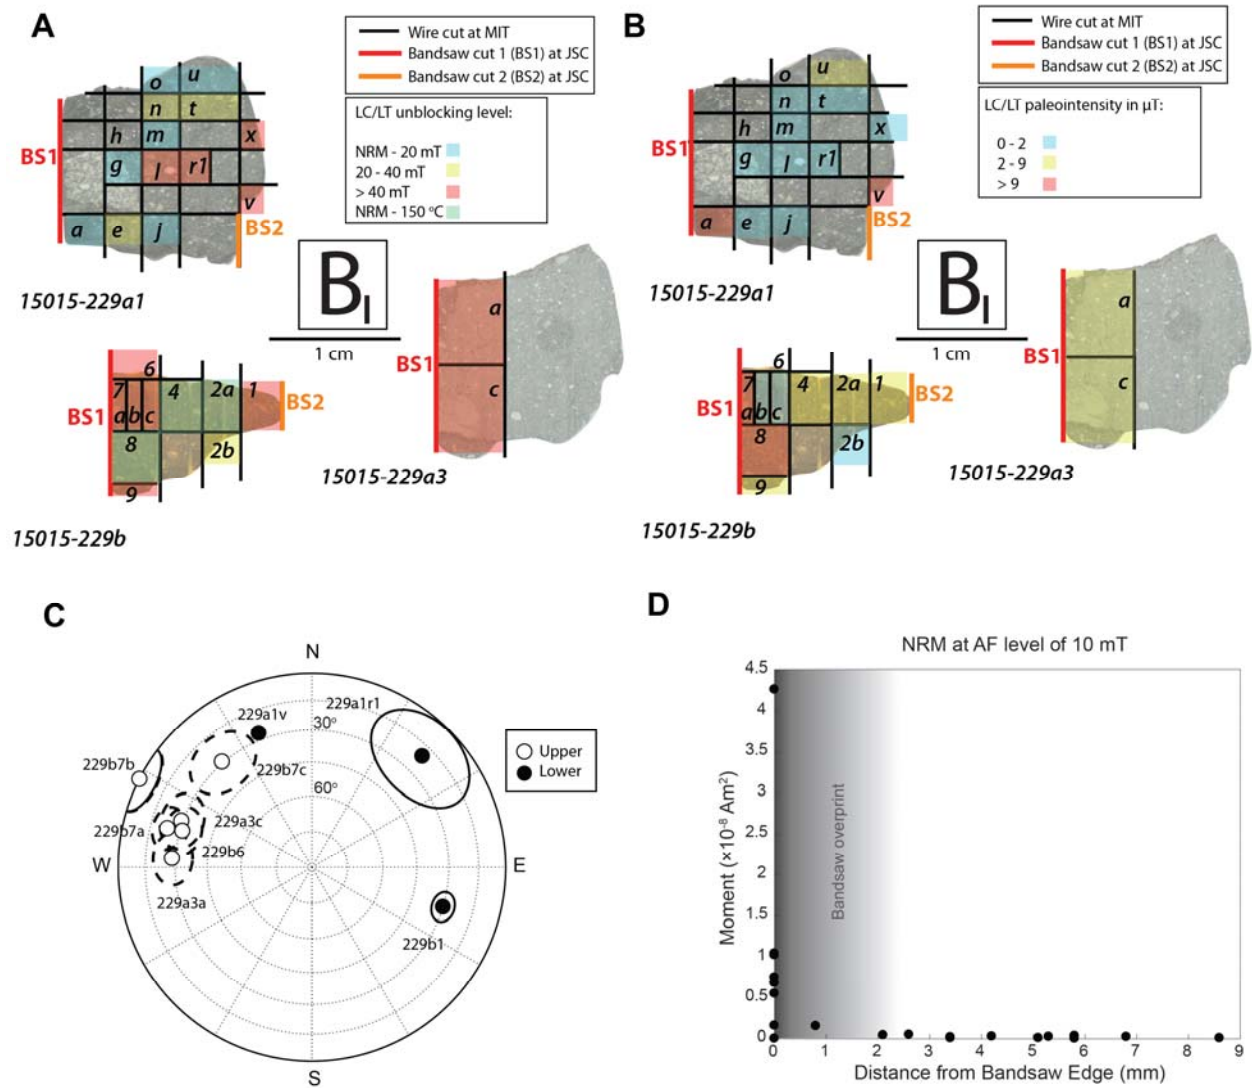 A
Wire cut at MIT
Bandsaw cut 1 (BS1) at JSC
Bandsaw cut 2 (BS2) at JSC
LC/LT unblocking level:
NRM - 20 mT
20 - 40 mT
> 40 mT
NRM - 150 °C
o u
n t
h m x
BS1
g l r1
v
a e j
BS2
15015-229a1
B_I
1 cm
a
BS1
c
15015-229a3
6
7 4 2a 1
BS1 a b c BS2
8 2b
9
15015-229b
B
Wire cut at MIT
Bandsaw cut 1 (BS1) at JSC
Bandsaw cut 2 (BS2) at JSC
LC/LT paleointensity in µT:
0 - 2
2 - 9
> 9
o u
n t
h m x
BS1
g l r1
v
a e j
BS2
15015-229a1
B_I
1 cm
a
BS1
c
15015-229a3
6
7 4 2a 1
BS1 a b c BS2
8 2b
9
15015-229b
C
N
229a1r1
229a1v
30°
229b7b
229b7c
60°
229a3c
229b7a
229b6
W
E
229a3a
229b1
S
Upper
Lower
D
NRM at AF level of 10 mT
4.5
4
3.5
3
2.5
2
1.5
1
0.5
0
Moment (×10⁻⁸ Am²)
Bandsaw overprint
0 1 2 3 4 5 6 7 8 9
Distance from Bandsaw Edge (mm)